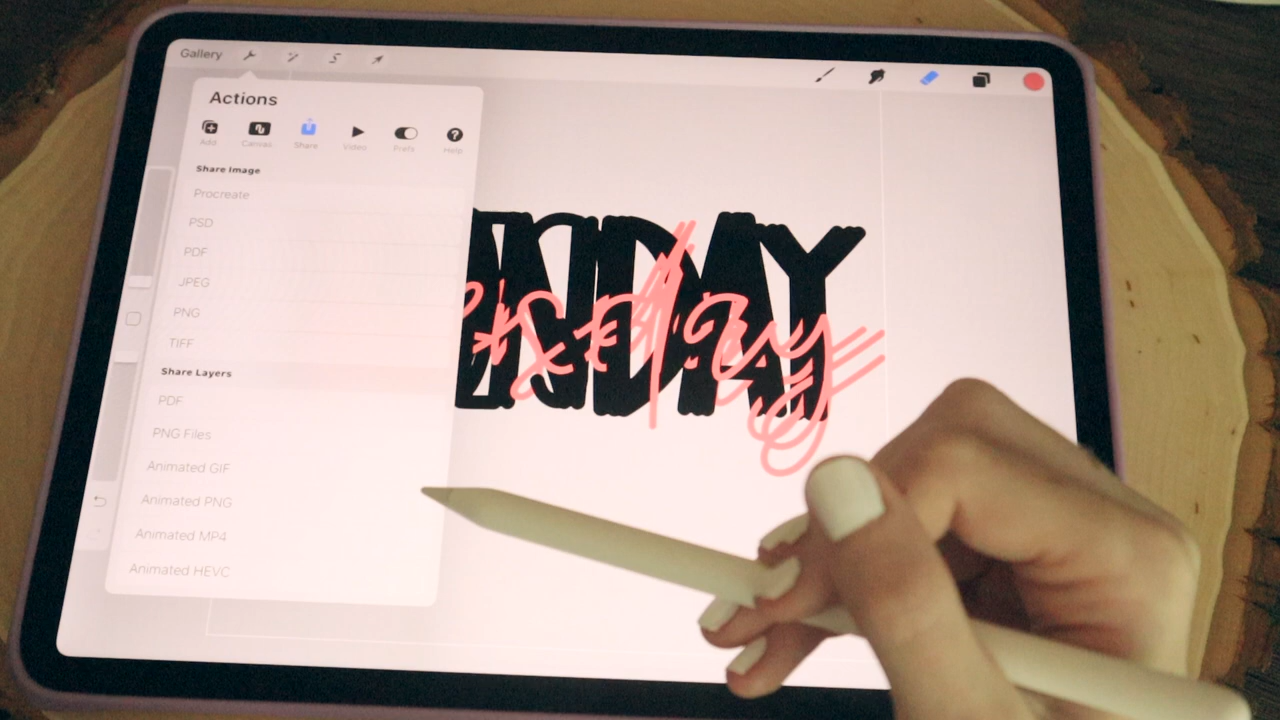 Gallery
Actions
Add Canvas Share Video Prefs Help
Share Image
Procreate
PSD
PDF
JPEG
PNG
TIFF
Share Layers
PDF
PNG Files
Animated GIF
Animated PNG
Animated MP4
Animated HEVC
DAY